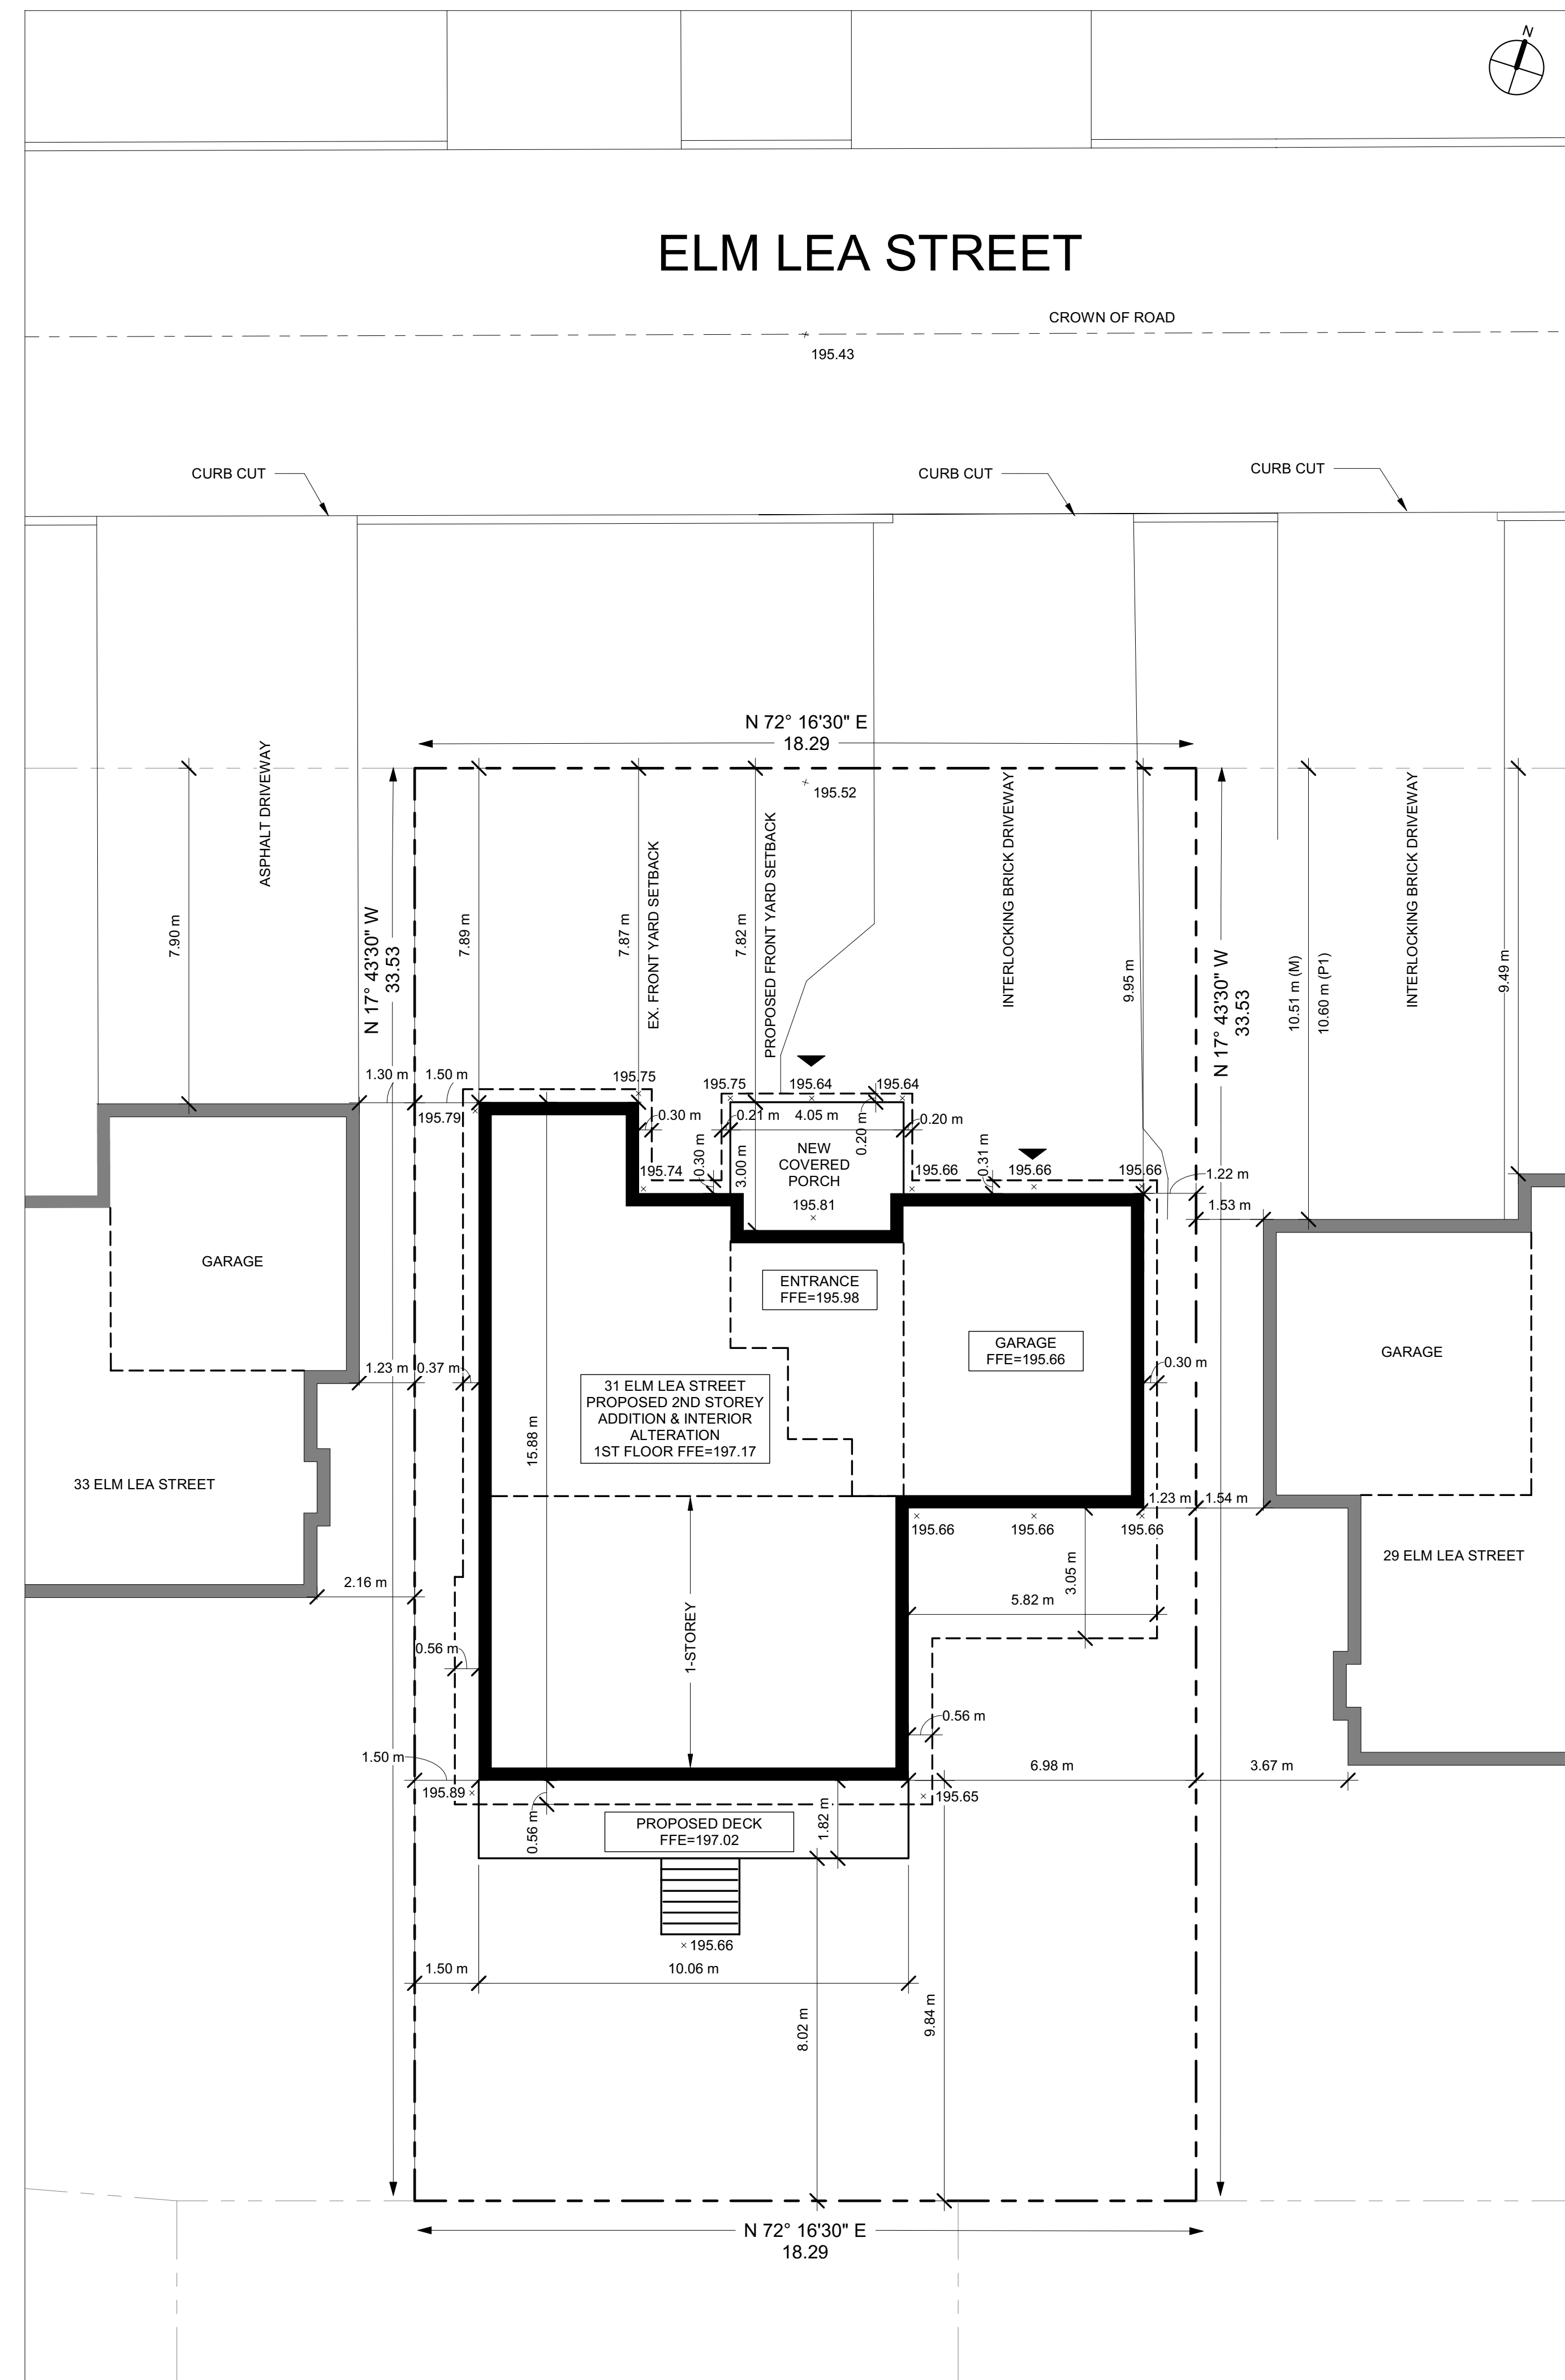 N
ELM LEA STREET
CROWN OF ROAD
195.43
CURB CUT
CURB CUT
CURB CUT
N 72° 16'30" E
18.29
195.52
ASPHALT DRIVEWAY
7.90 m
N 17° 43'30" W
33.53
7.89 m
7.87 m
EX. FRONT YARD SETBACK
7.82 m
PROPOSED FRONT YARD SETBACK
INTERLOCKING BRICK DRIVEWAY
9.95 m
N 17° 43'30" W
33.53
10.51 m (M)
10.60 m (P1)
INTERLOCKING BRICK DRIVEWAY
9.49 m
1.30 m
1.50 m
195.79
195.75
195.75
195.64
195.64
0.30 m
0.21 m
4.05 m
0.20 m
0.20 m
195.74
0.30 m
3.00 m
NEW
COVERED
PORCH
195.81
195.66
0.31 m
195.66
195.66
1.22 m
1.53 m
GARAGE
ENTRANCE
FFE=195.98
GARAGE
FFE=195.66
GARAGE
1.23 m
0.37 m
0.30 m
31 ELM LEA STREET
PROPOSED 2ND STOREY
ADDITION & INTERIOR
ALTERATION
1ST FLOOR FFE=197.17
15.88 m
33 ELM LEA STREET
1.23 m
1.54 m
195.66
195.66
195.66
29 ELM LEA STREET
2.16 m
3.05 m
5.82 m
1-STOREY
0.56 m
0.56 m
1.50 m
6.98 m
3.67 m
195.89
195.65
0.56 m
PROPOSED DECK
FFE=197.02
1.82 m
195.66
1.50 m
10.06 m
8.02 m
9.84 m
N 72° 16'30" E
18.29